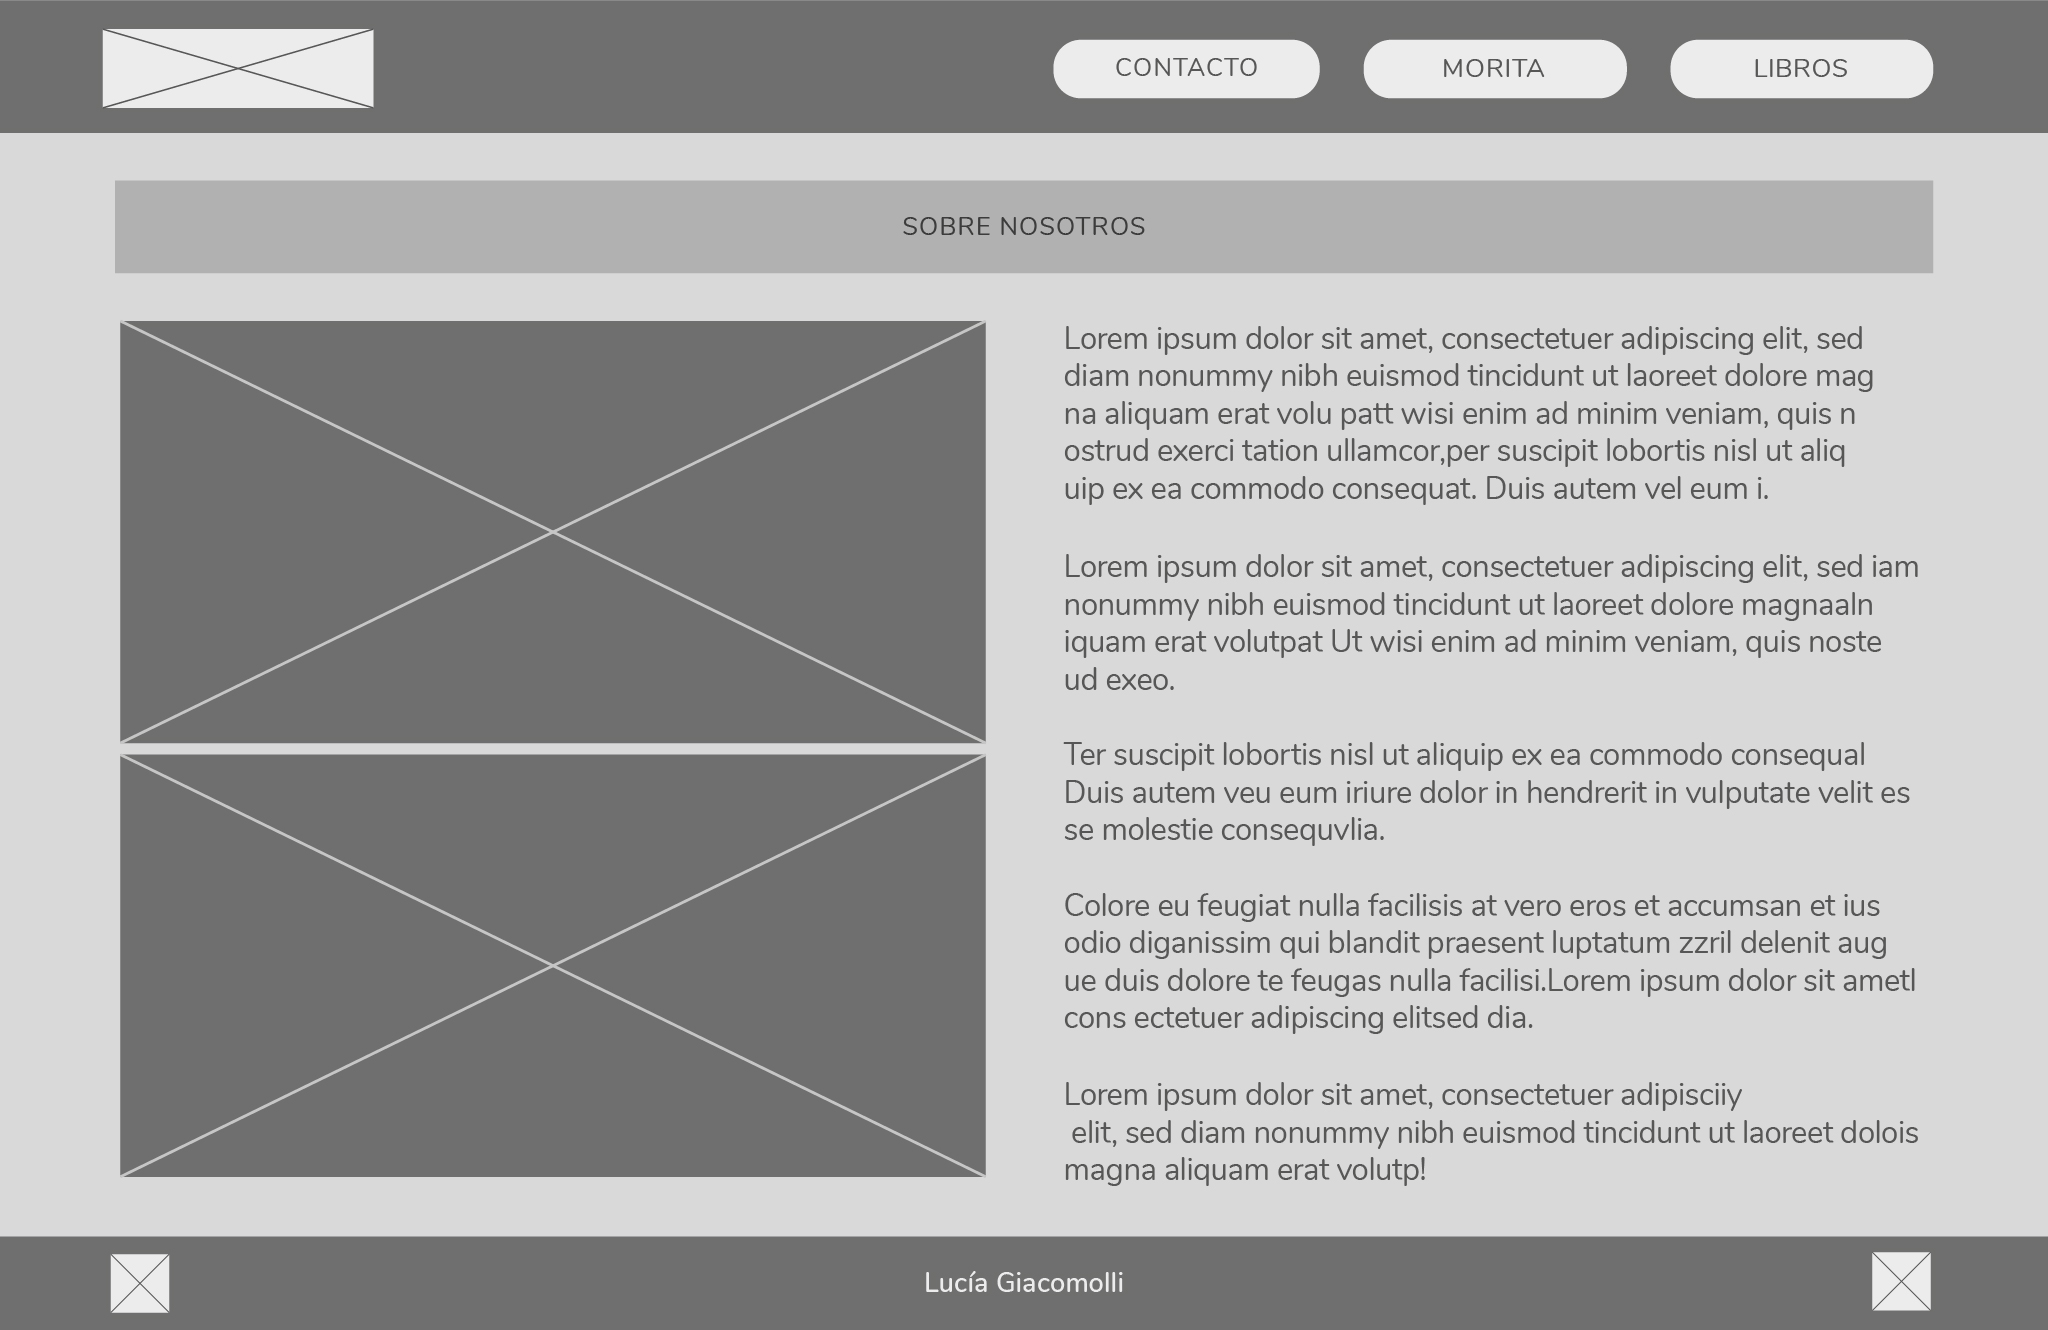 CONTACTO
MORITA
LIBROS
SOBRE NOSOTROS
Lorem ipsum dolor sit amet, consectetuer adipiscing elit, sed
diam nonummy nibh euismod tincidunt ut laoreet dolore mag
na aliquam erat volu patt wisi enim ad minim veniam, quis n
ostrud exerci tation ullamcor,per suscipit lobortis nisl ut aliq
uip ex ea commodo consequat. Duis autem vel eum i.
Lorem ipsum dolor sit amet, consectetuer adipiscing elit, sed iam
nonummy nibh euismod tincidunt ut laoreet dolore magnaaln
iquam erat volutpat Ut wisi enim ad minim veniam, quis noste
ud exeo.
Ter suscipit lobortis nisl ut aliquip ex ea commodo consequal
Duis autem veu eum iriure dolor in hendrerit in vulputate velit es
se molestie consequvlia.
Colore eu feugiat nulla facilisis at vero eros et accumsan et ius
odio diganissim qui blandit praesent luptatum zzril delenit aug
ue duis dolore te feugas nulla facilisi.Lorem ipsum dolor sit ametl
cons ectetuer adipiscing elitsed dia.
Lorem ipsum dolor sit amet, consectetuer adipisciiy
elit, sed diam nonummy nibh euismod tincidunt ut laoreet dolois
magna aliquam erat volutp!
Lucía Giacomolli